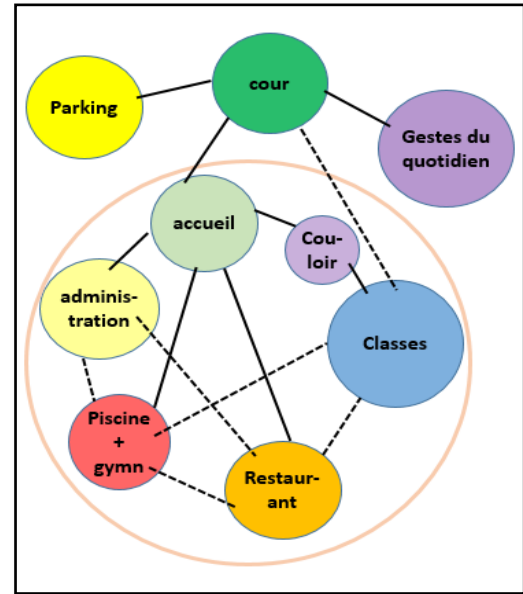 cour
Parking
Gestes du
quotidien
accueil
Cou-
loir
adminis-
tration
Classes
Piscine
+
gymn
Restaur-
ant